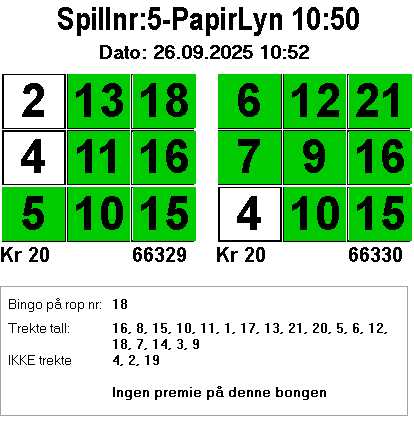 Spillnr:5-PapirLyn 10:50
Dato: 26.09.2025 10:52
2 13 18 6 12 21
4 11 16 7 9 16
5 10 15 4 10 15
Kr 20 66329 Kr 20 66330
Bingo på rop nr: 18
Trekte tall: 16, 8, 15, 10, 11, 1, 17, 13, 21, 20, 5, 6, 12,
18, 7, 14, 3, 9
IKKE trekte 4, 2, 19
Ingen premie på denne bongen